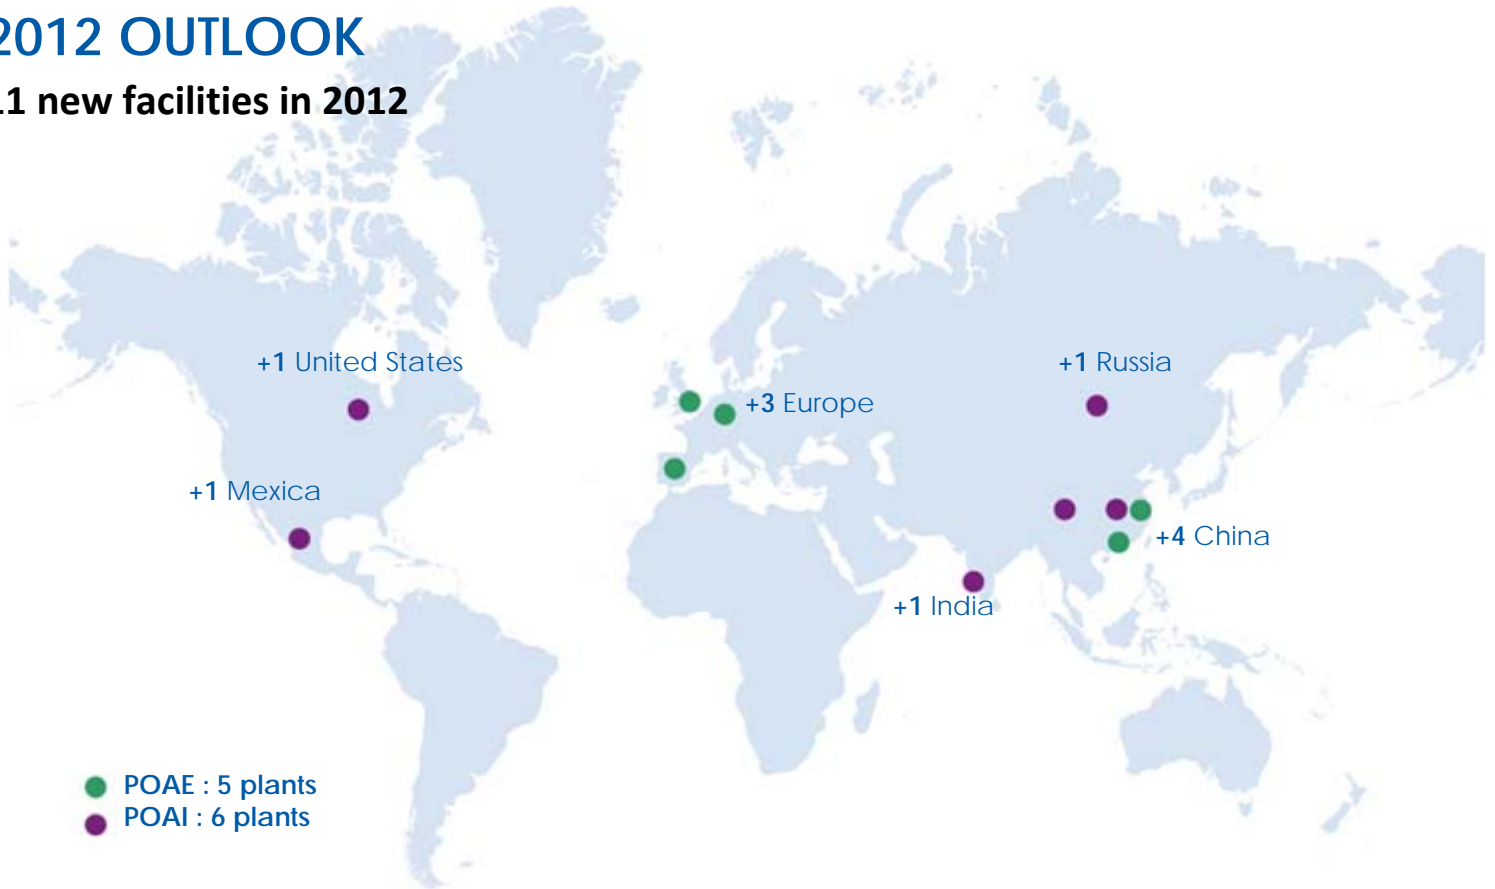 2012 OUTLOOK
11 new facilities in 2012
+1 United States
+1 Russia
+3 Europe
+1 Mexica
+4 China
+1 India
POAE : 5 plants
POAI : 6 plants